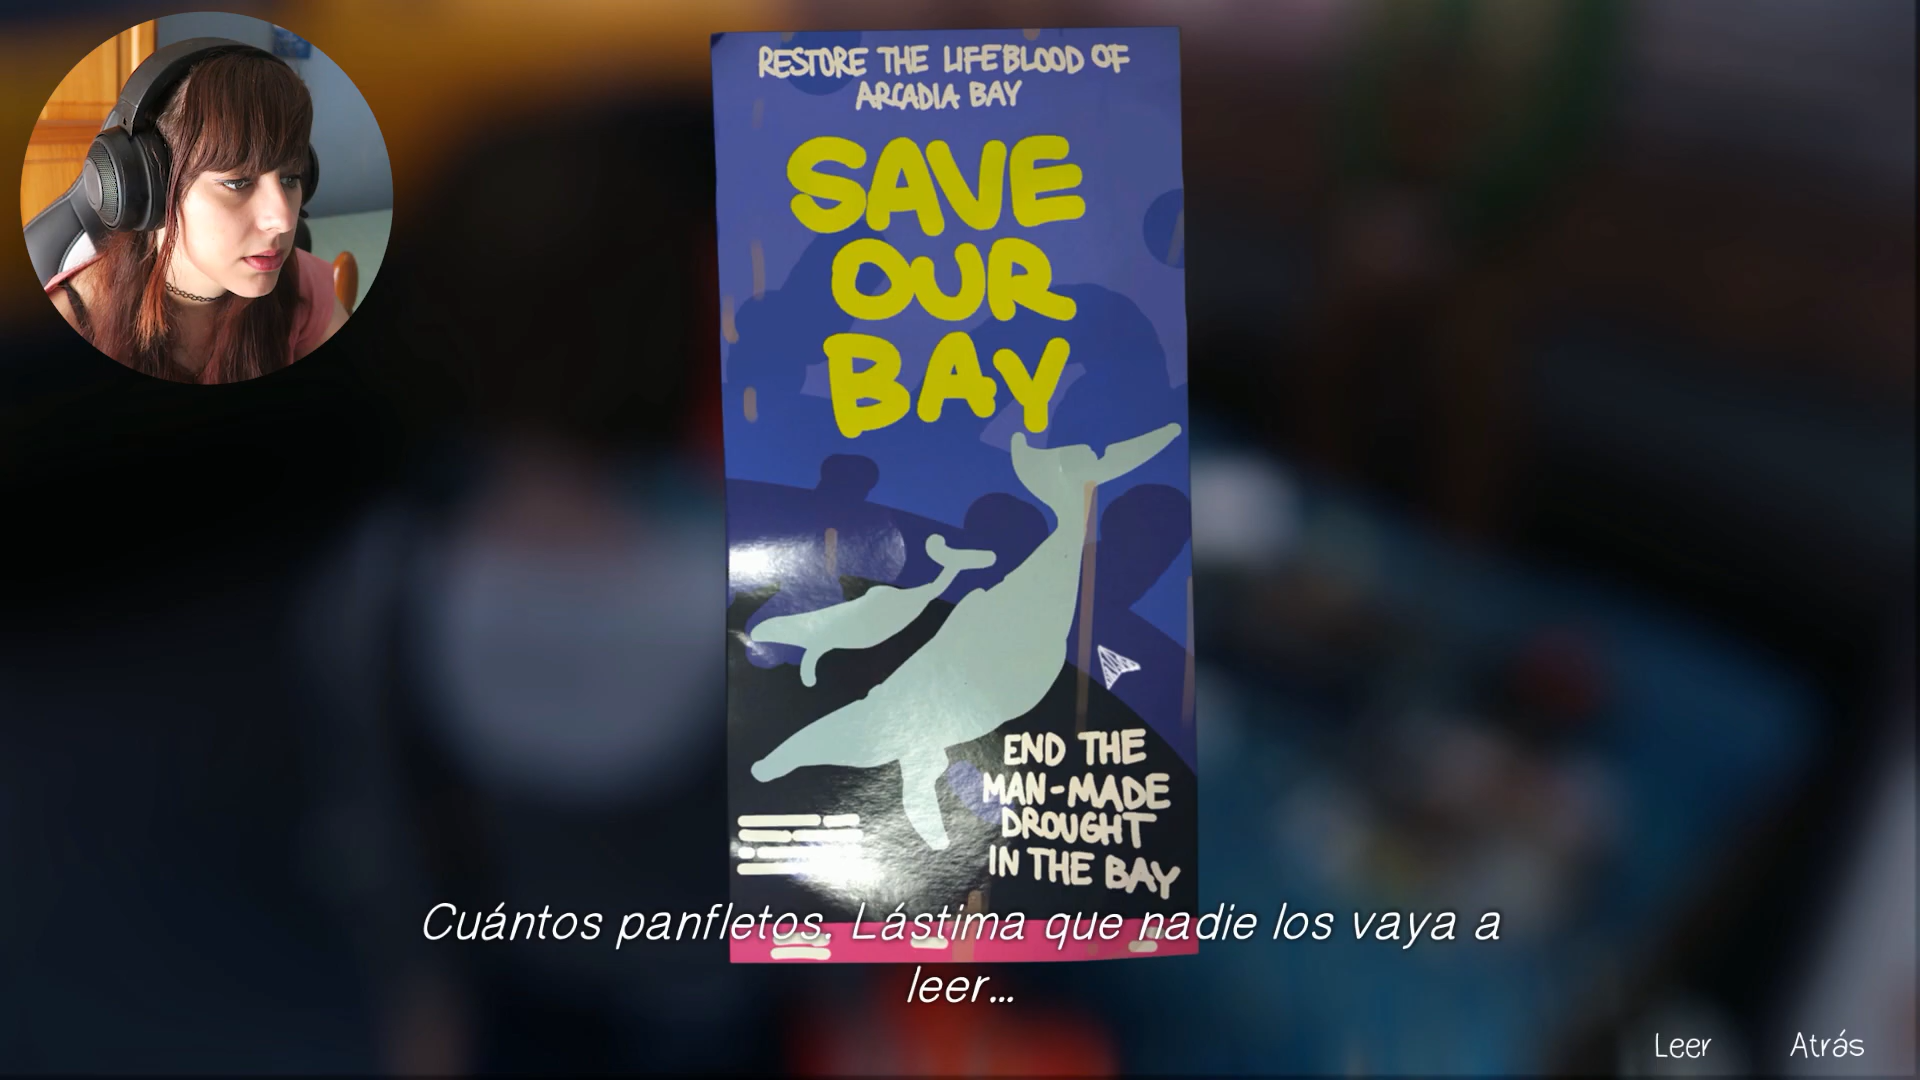 RESTORE THE LIFEBLOOD OF
ARCADIA BAY
SAVE
OUR
BAY
END THE
MAN-MADE
DROUGHT
IN THE BAY
Cuántos panfletos. Lástima que nadie los vaya a
leer...
Leer Atrás